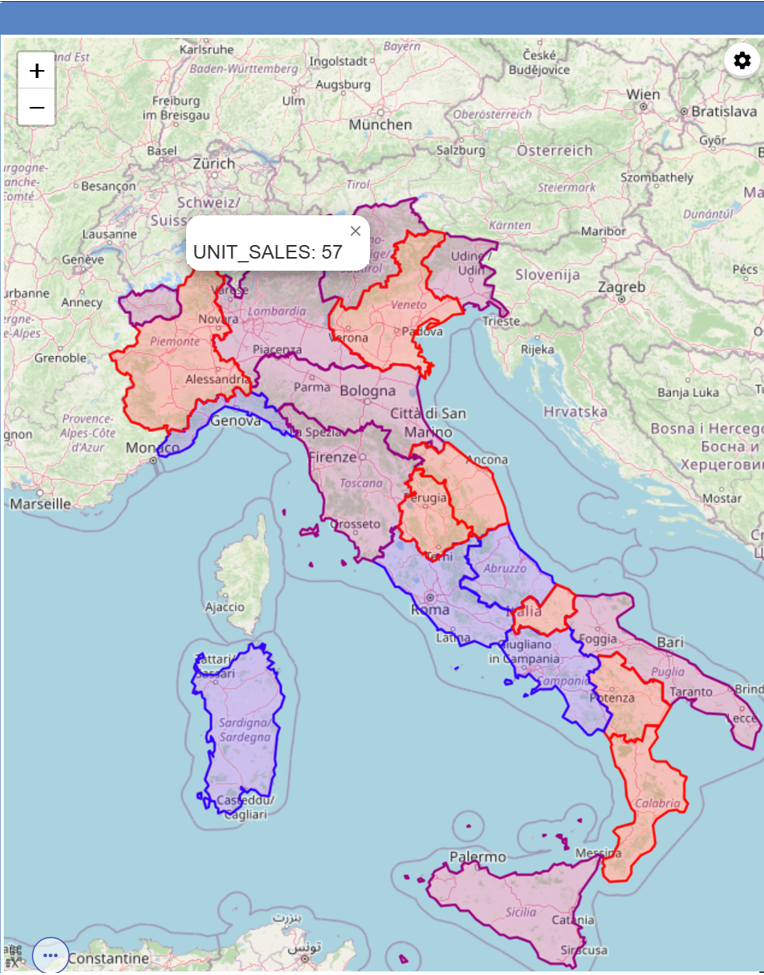 +
−
Karlsruhe
Bayern
České
Budějovice
Ingolstadt
Baden-Württemberg
Augsburg
Ulm
Freiburg
im Breisgau
München
Wien
Bratislava
Oberösterreich
Győr
Basel
Zürich
Salzburg
Österreich
Besançon
Tirol
Steiermark
Szombathely
Schweiz/
Dunántúl
Lausanne
Kärnten
Maribor
×
UNIT_SALES: 57
Genève
Udine/
Udin
Slovenija
Pécs
Annecy
Varese
Zagreb
Lombardia
Veneto
Novara
Trieste
Padova
Verona
Piemonte
Rijeka
Grenoble
Piacenza
Alessandria
Parma
Bologna
Banja Luka
Provence-
Alpes-Côte
d'Azur
Genova
Città di San
Marino
Hrvatska
La Spezia
Monaco
Firenze
Ancona
Bosna i Hercego
Босна и
Херцегови
Toscana
Perugia
Mostar
Marseille
Grosseto
Terni
Abruzzo
Ajaccio
Roma
Italia
Latina
Foggia
Bari
Giugliano
in Campania
Sattari/
Sassari
Campania
Puglia
Potenza
Taranto
Brind
Lecce
Sardigna/
Sardegna
Casteddu/
Cagliari
Calabria
Palermo
Messina
Sicilia
Catania
Siracusa
بنزرت
تونس
Constantine